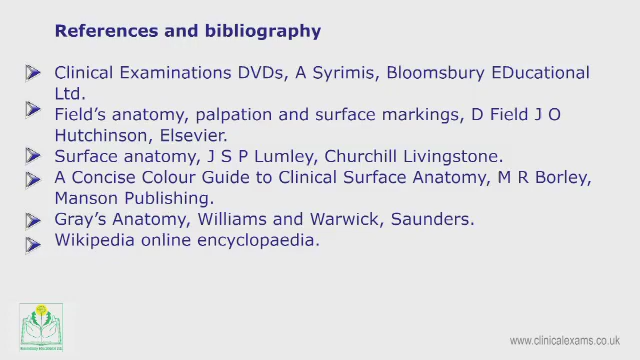 References and bibliography
Clinical Examinations DVDs, A Syrimis, Bloomsbury EDucational
Ltd.
Field's anatomy, palpation and surface markings, D Field J O
Hutchinson, Elsevier.
Surface anatomy, J S P Lumley, Churchill Livingstone.
A Concise Colour Guide to Clinical Surface Anatomy, M R Borley,
Manson Publishing.
Gray's Anatomy, Williams and Warwick, Saunders.
Wikipedia online encyclopaedia.
www.clinicalexams.co.uk